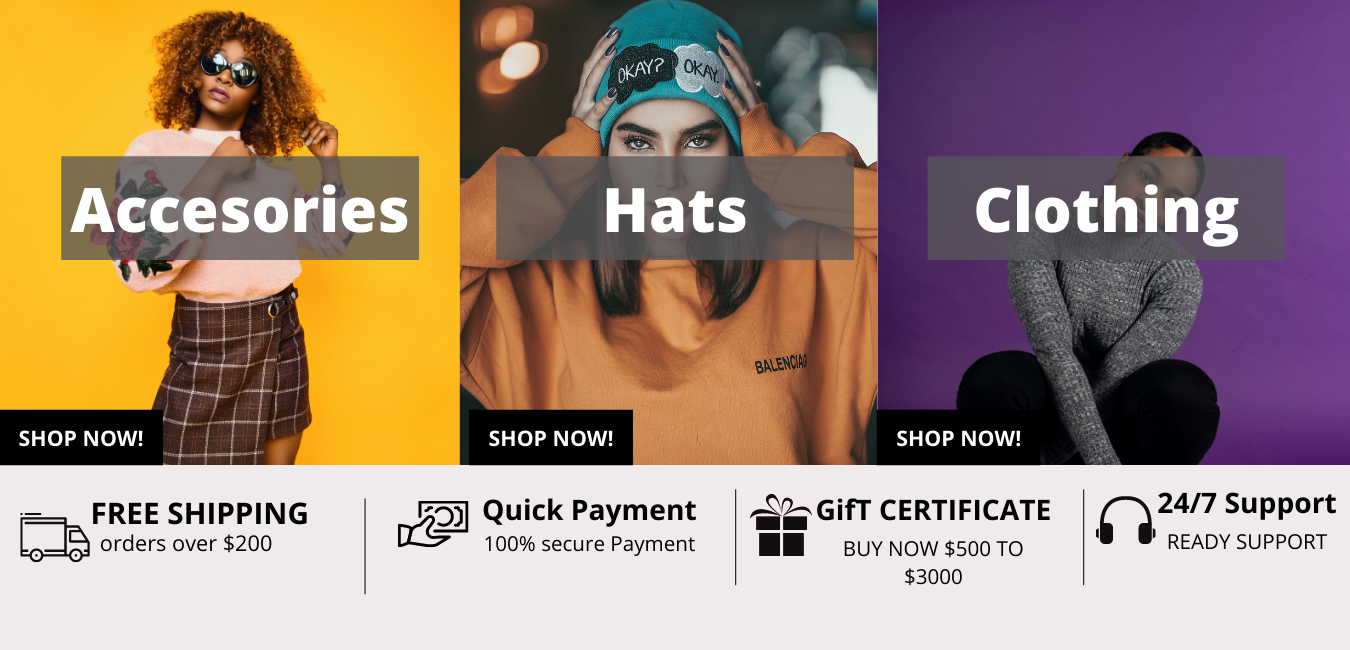 OKAY? OKAY.
Accesories
Hats
Clothing
BALENCIAG
SHOP NOW!
SHOP NOW!
SHOP NOW!
FREE SHIPPING
orders over $200
Quick Payment
100% secure Payment
GifT CERTIFICATE
BUY NOW $500 TO
$3000
24/7 Support
READY SUPPORT